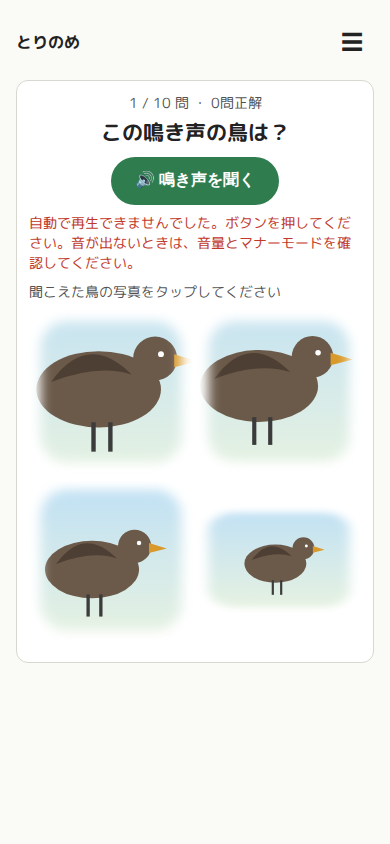 とりのめ
1 / 10 問 ・ 0問正解
この鳴き声の鳥は？
🔊 鳴き声を聞く
自動で再生できませんでした。ボタンを押してくだ
さい。音が出ないときは、音量とマナーモードを確
認してください。
聞こえた鳥の写真をタップしてください